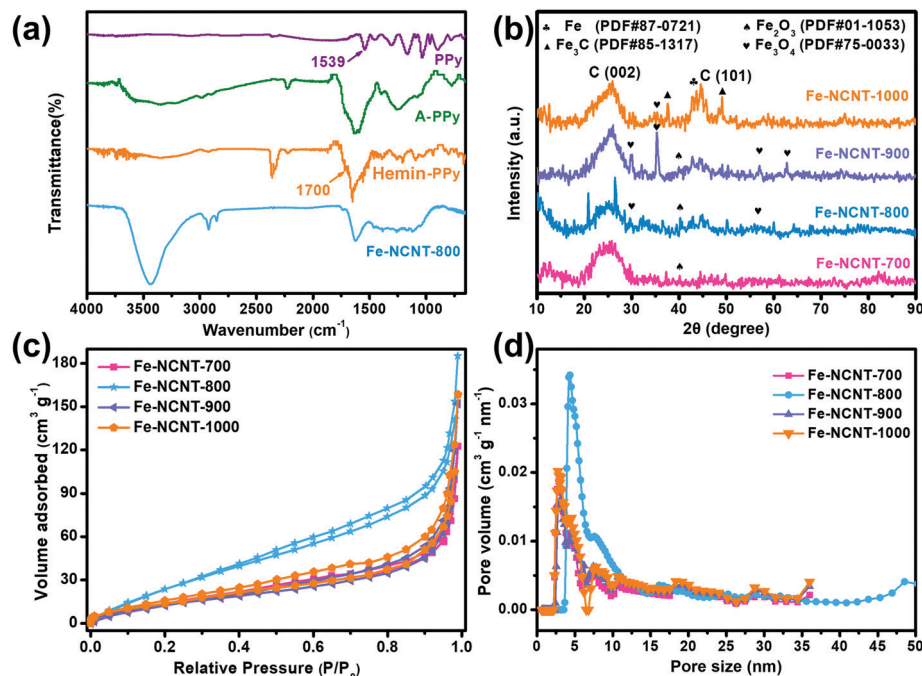 (a)
PPy
1539
A-PPy
Hemin-PPy
1700
Fe-NCNT-800
Transmittance(%)
4000 3500 3000 2500 2000 1500 1000
Wavenumber (cm-1)
(b)
♣ Fe (PDF#87-0721) ♠ Fe2O3 (PDF#01-1053)
▲ Fe3C (PDF#85-1317) ♥ Fe3O4 (PDF#75-0033)
C (002) C (101)
Fe-NCNT-1000
Fe-NCNT-900
Fe-NCNT-800
Fe-NCNT-700
Intensity (a.u.)
10 20 30 40 50 60 70 80 90
2θ (degree)
(c)
Fe-NCNT-700
Fe-NCNT-800
Fe-NCNT-900
Fe-NCNT-1000
Volume adsorbed (cm3 g-1)
180
150
120
90
60
30
0
0.0 0.2 0.4 0.6 0.8 1.0
Relative Pressure (P/P0)
(d)
Fe-NCNT-700
Fe-NCNT-800
Fe-NCNT-900
Fe-NCNT-1000
Pore volume (cm3 g-1 nm-1)
0.03
0.02
0.01
0.00
0 5 10 15 20 25 30 35 40 45 50
Pore size (nm)